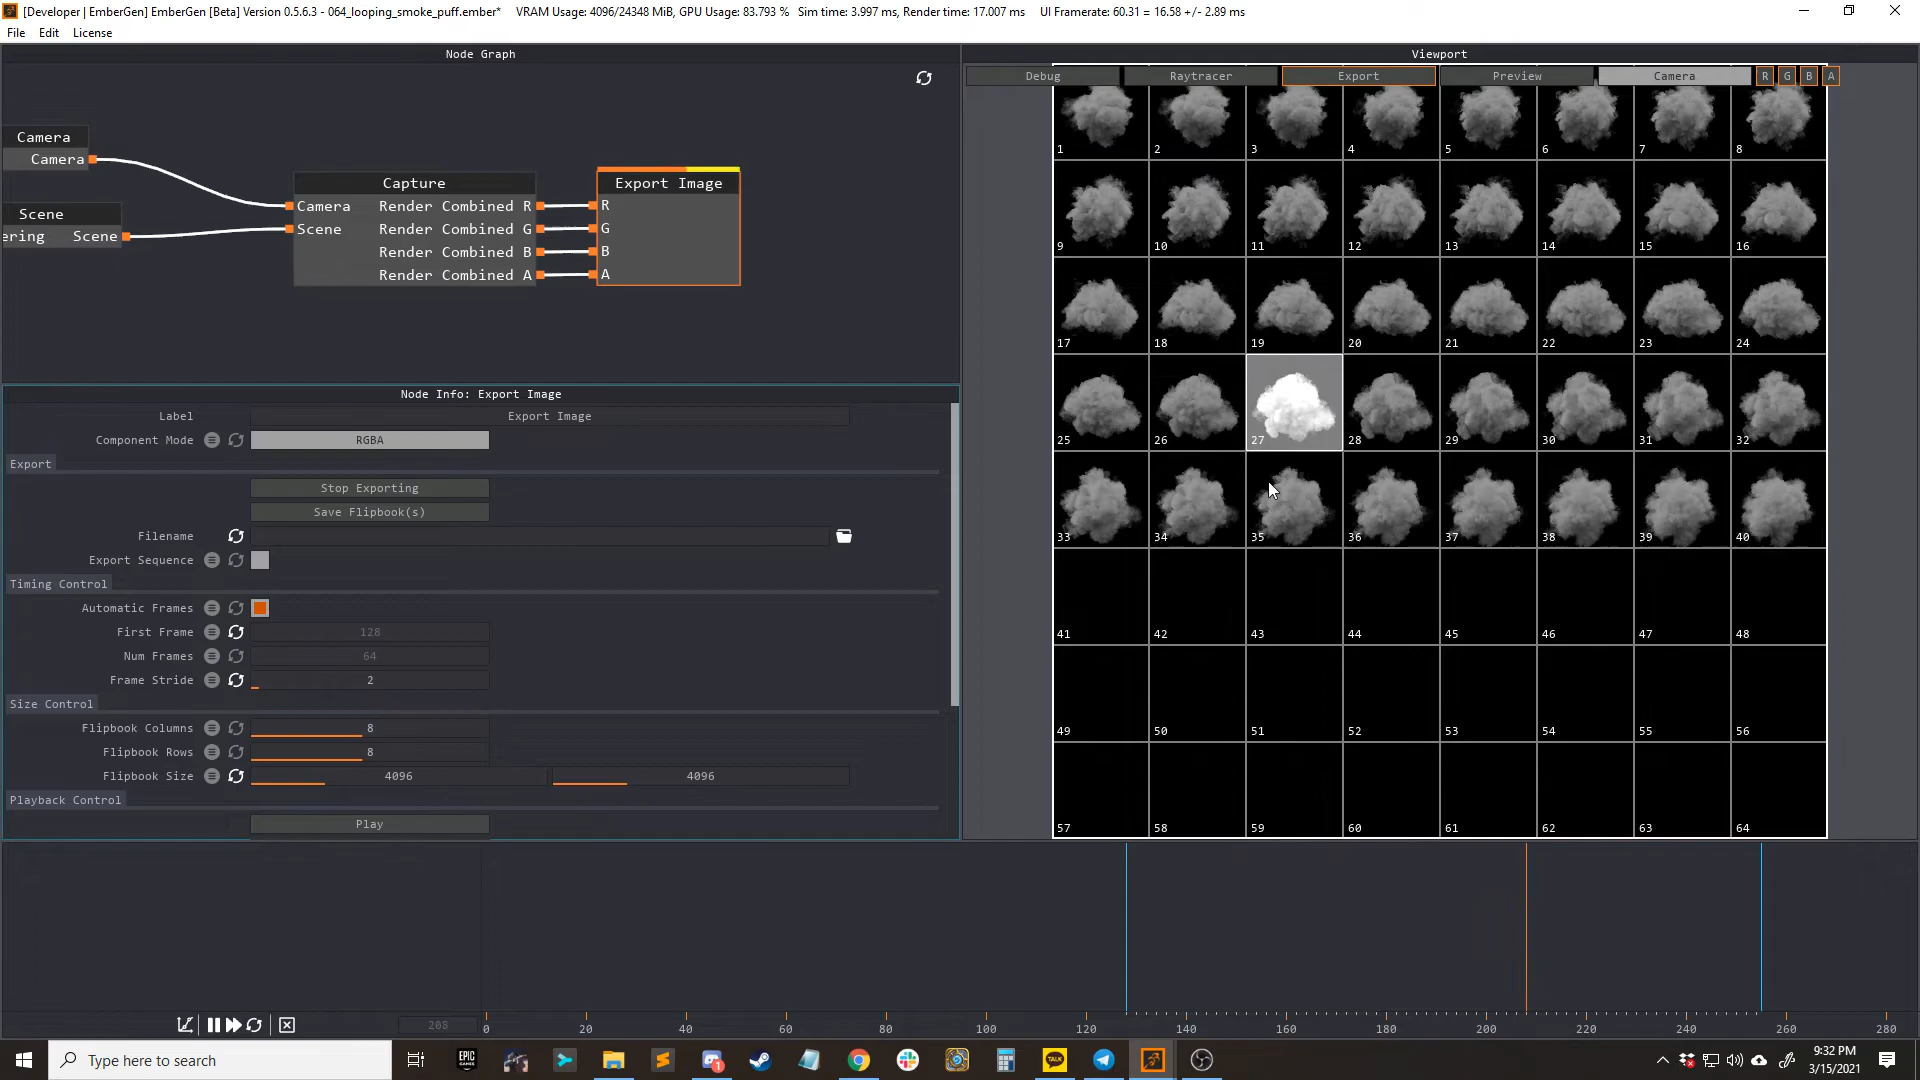 [Developer | EmberGen] EmberGen [Beta] Version 0.5.6.3 - 064_looping_smoke_puff.ember*    VRAM Usage: 4096/24348 MiB, GPU Usage: 83.793 %    Sim time: 3.997 ms, Render time: 17.007 ms    UI Framerate: 60.31 = 16.58 +/- 2.89 ms
File Edit License
Node Graph
Camera
Camera
Scene
ering Scene
Capture
Camera Render Combined R
Scene Render Combined G
Render Combined B
Render Combined A
Export Image
R
G
B
A
Node Info: Export Image
Label Export Image
Component Mode RGBA
Export
Stop Exporting
Save Flipbook(s)
Filename
Export Sequence
Timing Control
Automatic Frames
First Frame 128
Num Frames 64
Frame Stride 2
Size Control
Flipbook Columns 8
Flipbook Rows 8
Flipbook Size 4096 4096
Playback Control
Play
Viewport
Debug Raytracer Export Preview Camera R G B A
1 2 3 4 5 6 7 8
9 10 11 12 13 14 15 16
17 18 19 20 21 22 23 24
25 26 27 28 29 30 31 32
33 34 35 36 37 38 39 40
41 42 43 44 45 46 47 48
49 50 51 52 53 54 55 56
57 58 59 60 61 62 63 64
208 0 20 40 60 80 100 120 140 160 180 200 220 240 260 280
Type here to search
EPIC GAMES
1
TALK
9:32 PM
3/15/2021